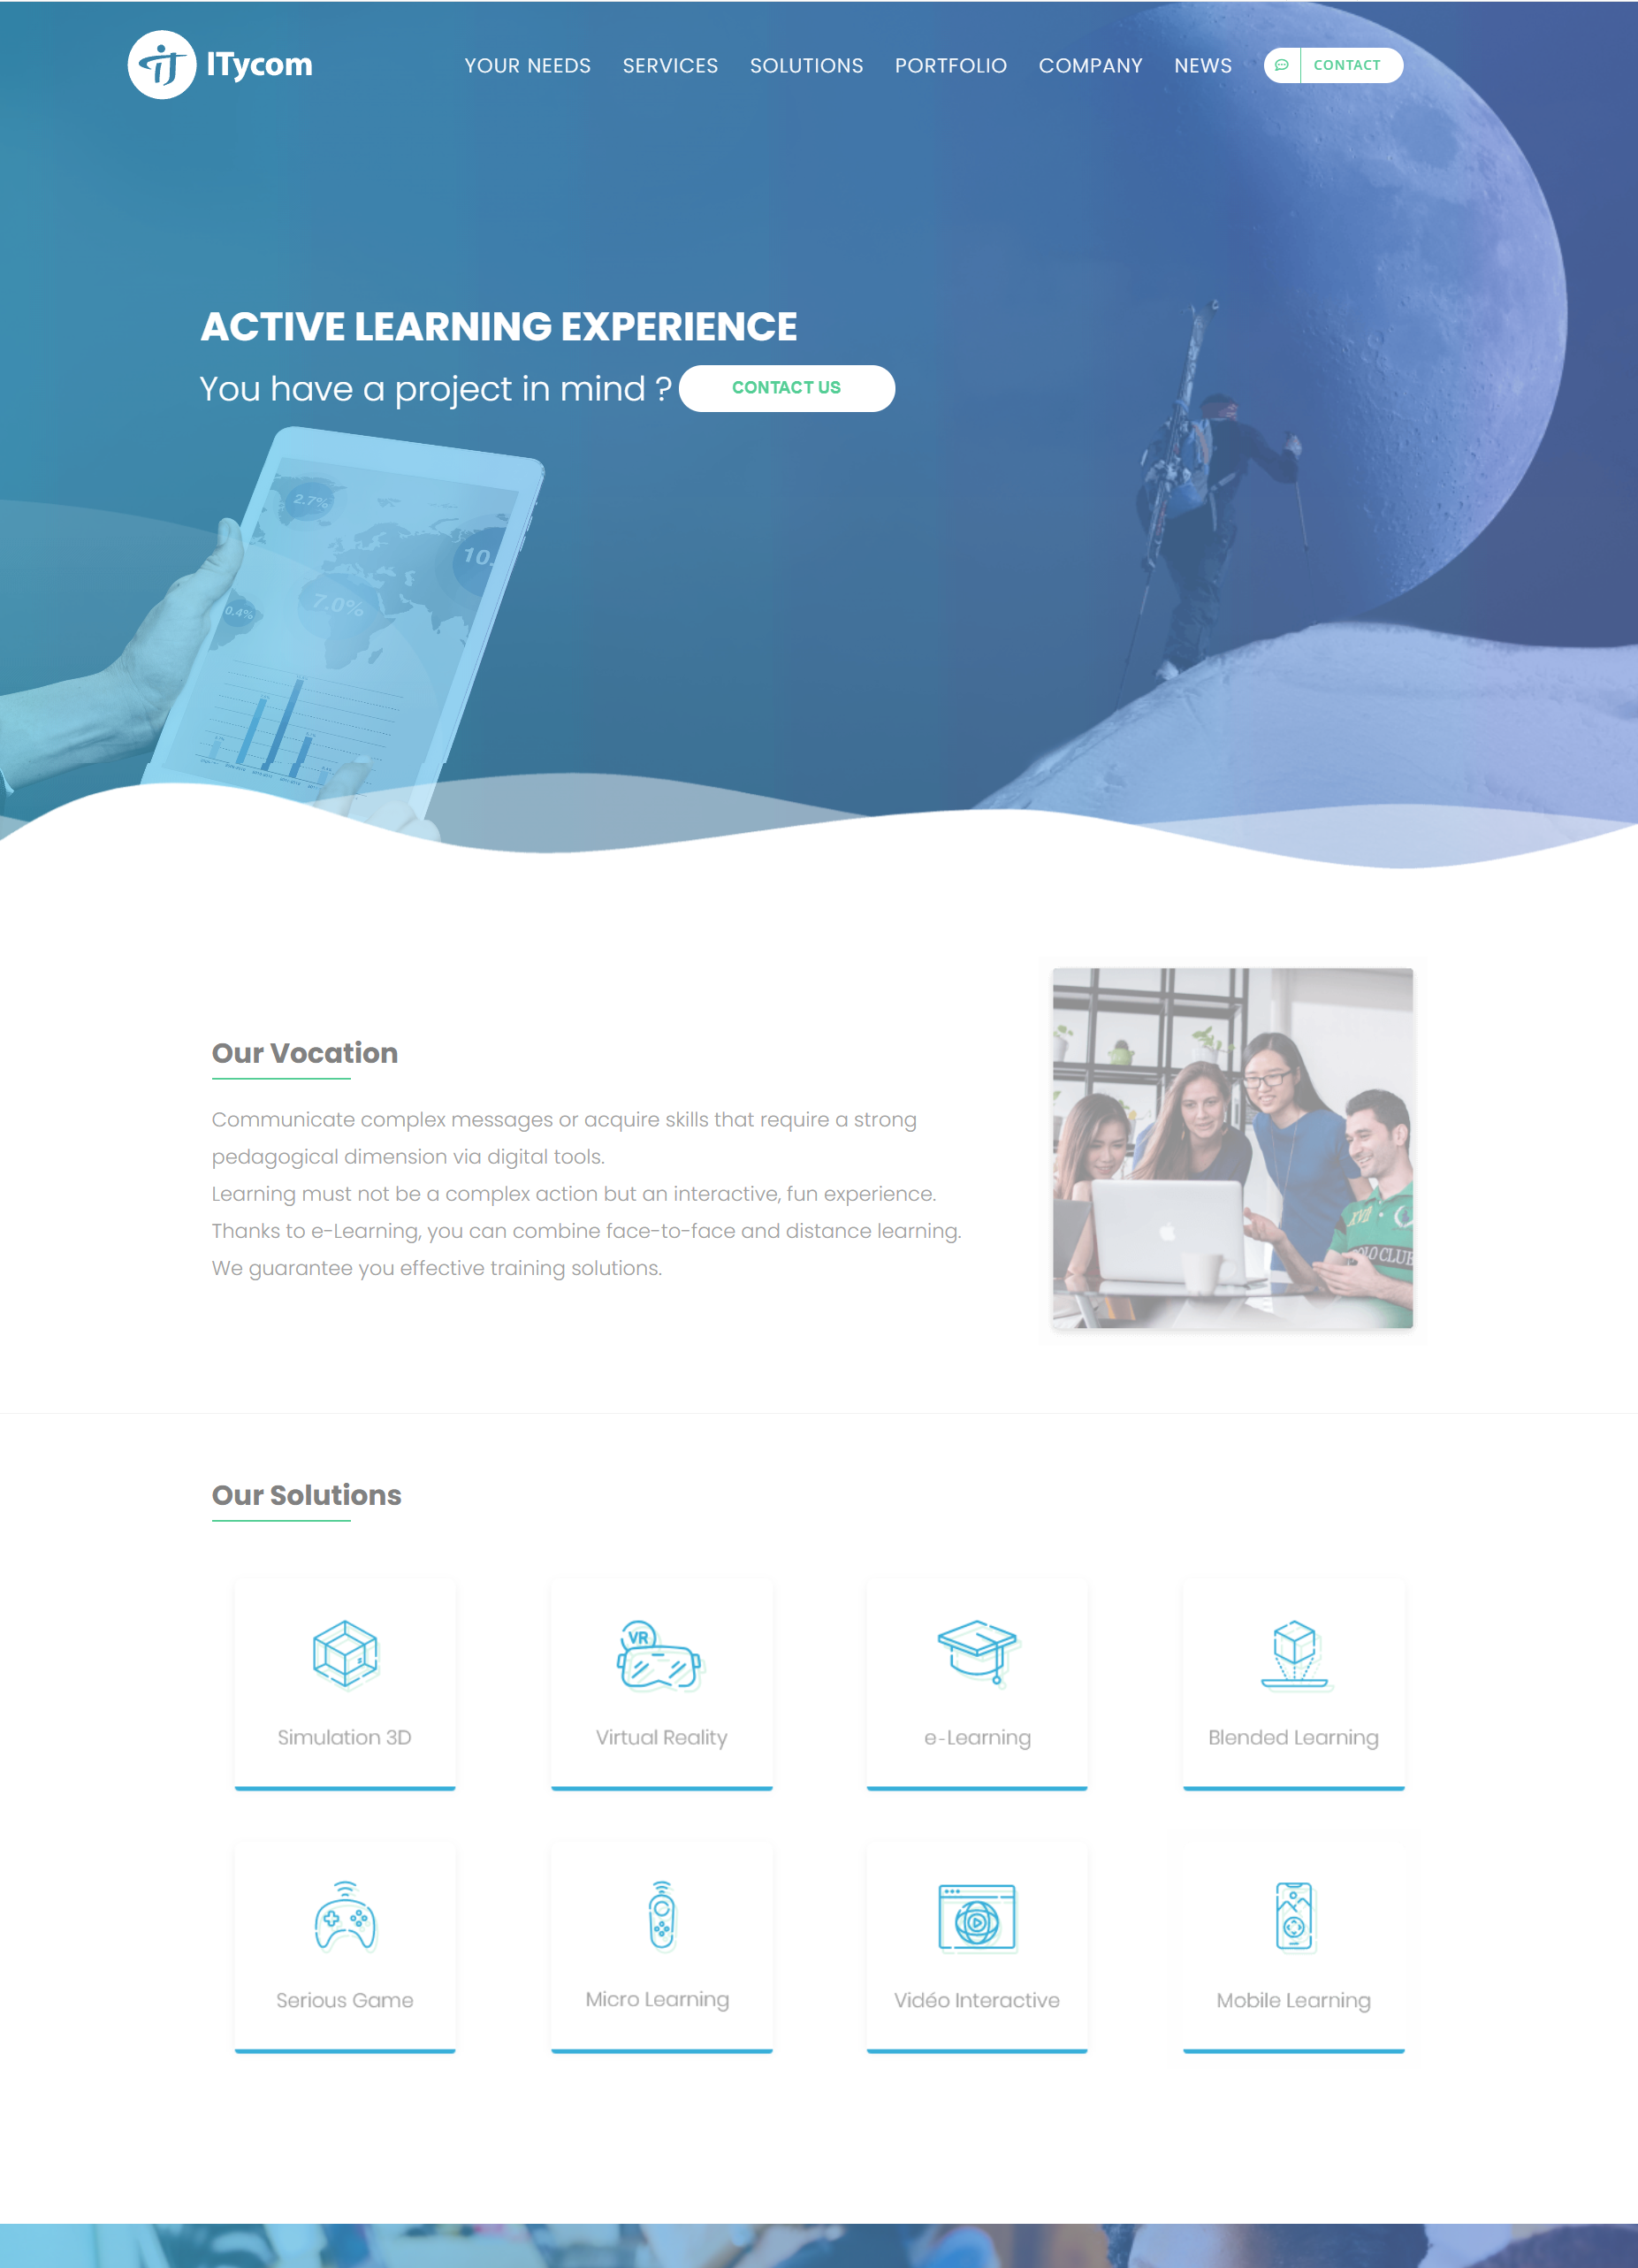 ITycom
YOUR NEEDS SERVICES SOLUTIONS PORTFOLIO COMPANY NEWS CONTACT
ACTIVE LEARNING EXPERIENCE
You have a project in mind ? CONTACT US
2.7%
10.
7.0%
0.4%
Our Vocation
Communicate complex messages or acquire skills that require a strong
pedagogical dimension via digital tools.
Learning must not be a complex action but an interactive, fun experience.
Thanks to e-Learning, you can combine face-to-face and distance learning.
We guarantee you effective training solutions.
XVII
POLO CLUB
Our Solutions
VR
Simulation 3D
Virtual Reality
e-Learning
Blended Learning
Serious Game
Micro Learning
Vidéo Interactive
Mobile Learning